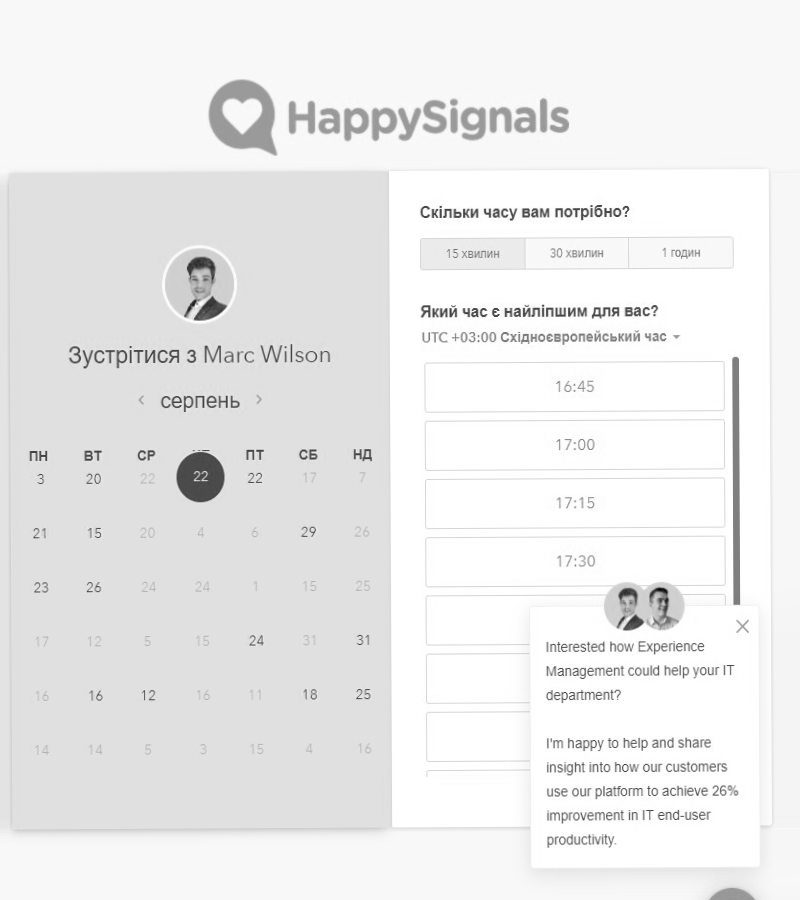 HappySignals
Зустрітися з Marc Wilson
серпень
ПН ВТ СР ПТ СБ НД
3 20 22 22 22 17 7
21 15 20 4 6 29 26
23 26 24 24 1 15 25
17 12 5 15 24 31 31
16 16 12 16 11 18 25
14 14 5 3 15 4 16
Скільки часу вам потрібно?
15 хвилин 30 хвилин 1 годин
Який час є найліпшим для вас?
UTC +03:00 Східноєвропейський час
16:45
17:00
17:15
17:30
Interested how Experience
Management could help your IT
department?
I'm happy to help and share
insight into how our customers
use our platform to achieve 26%
improvement in IT end-user
productivity.